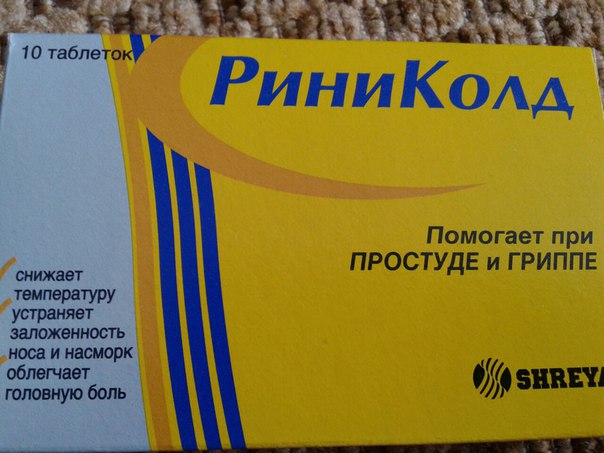 10 таблеток
РиниКолд
Помогает при
ПРОСТУДЕ и ГРИППЕ
снижает
температуру
устраняет
заложенность
носа и насморк
облегчает
головную боль
SHREYA